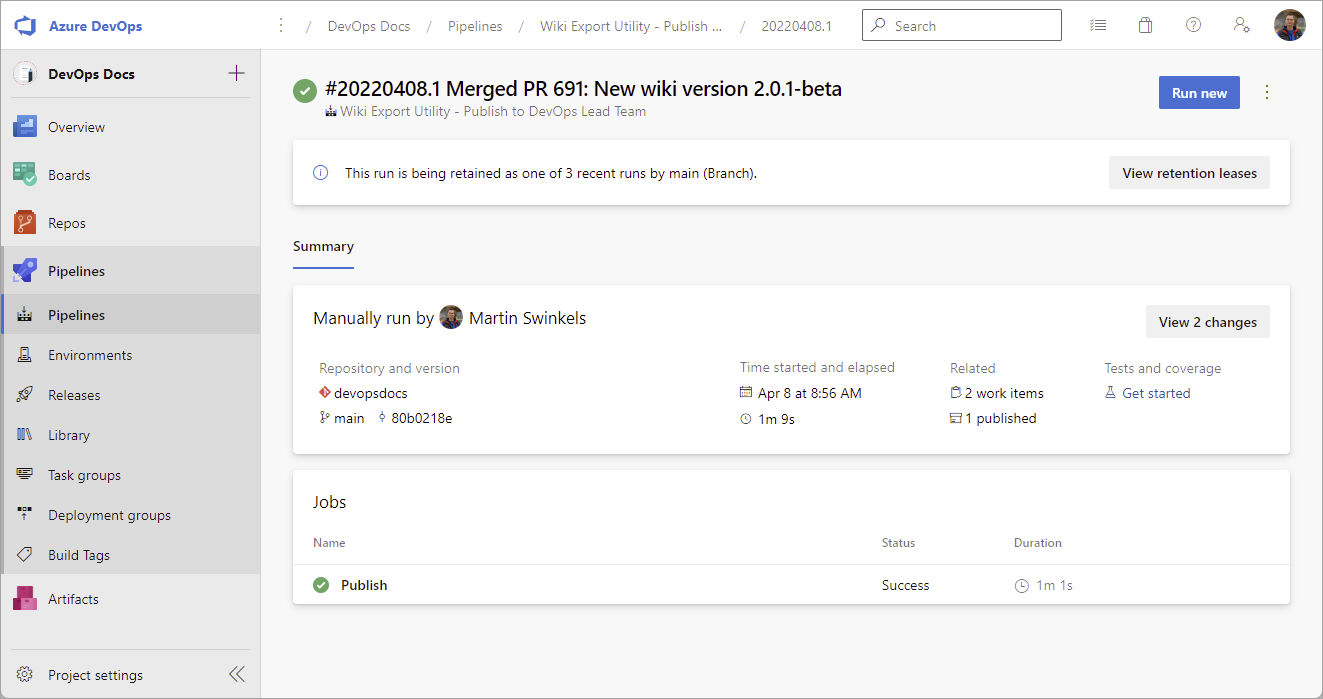 Azure DevOps
/ DevOps Docs / Pipelines / Wiki Export Utility - Publish ... / 20220408.1
Search
DevOps Docs
Overview
Boards
Repos
Pipelines
Pipelines
Environments
Releases
Library
Task groups
Deployment groups
Build Tags
Artifacts
Project settings
#20220408.1 Merged PR 691: New wiki version 2.0.1-beta
Wiki Export Utility - Publish to DevOps Lead Team
Run new
This run is being retained as one of 3 recent runs by main (Branch).
View retention leases
Summary
Manually run by Martin Swinkels
View 2 changes
Repository and version
devopsdocs
main 80b0218e
Time started and elapsed
Apr 8 at 8:56 AM
1m 9s
Related
2 work items
1 published
Tests and coverage
Get started
Jobs
Name Status Duration
Publish Success 1m 1s